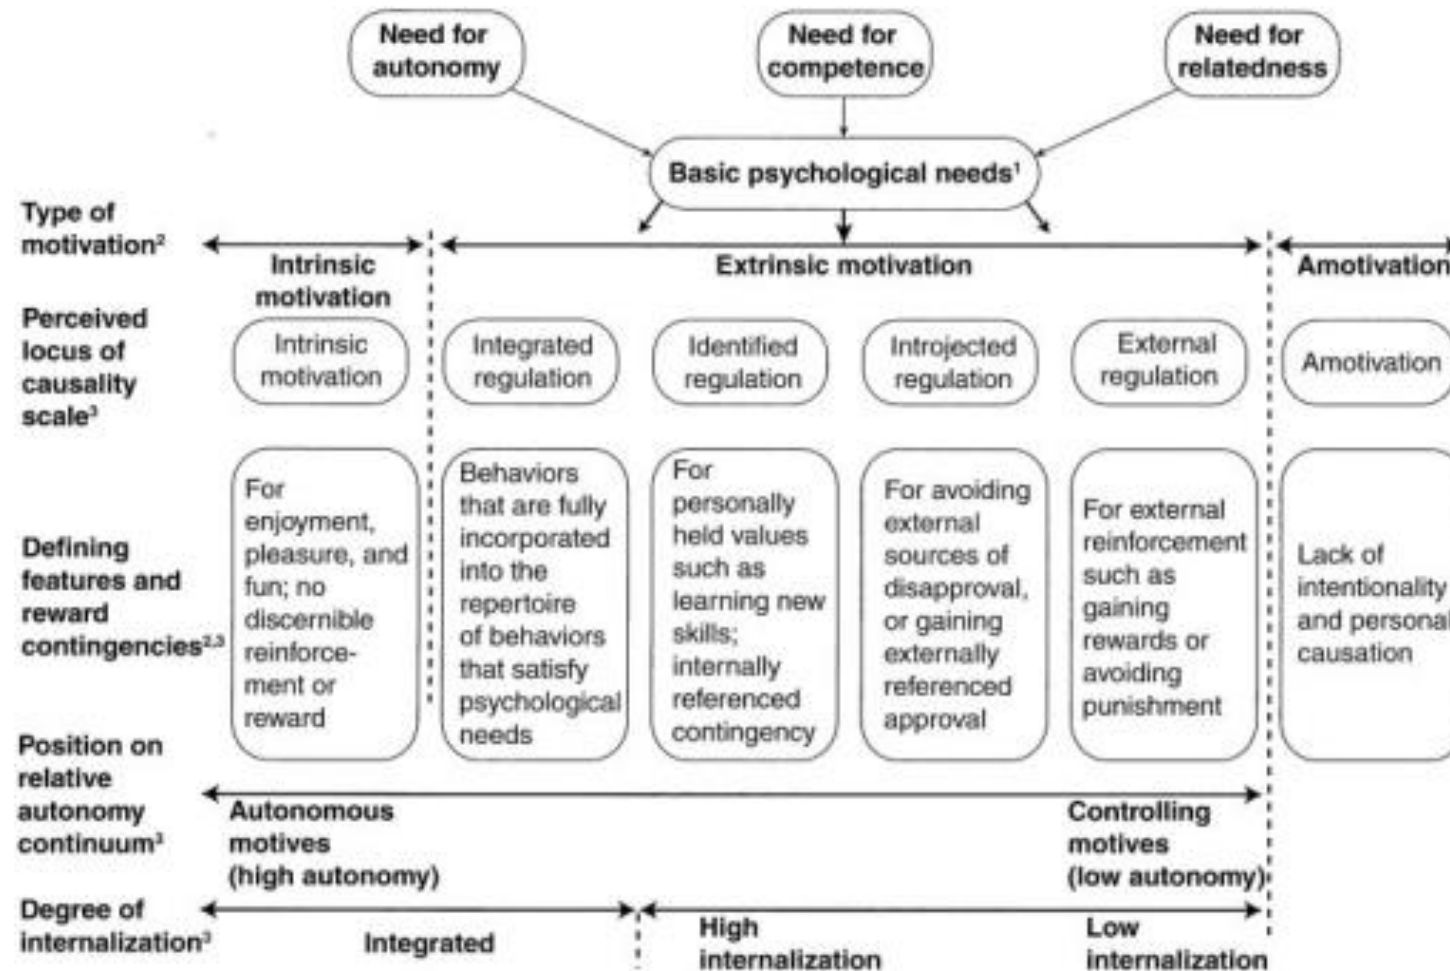 Need for
autonomy
Need for
competence
Need for
relatedness
Basic psychological needs¹
Type of
motivation²
Intrinsic
motivation
Extrinsic motivation
Amotivation
Perceived
locus of
causality
scale³
Intrinsic
motivation
Integrated
regulation
Identified
regulation
Introjected
regulation
External
regulation
Amotivation
Defining
features and
reward
contingencies²,³
For
enjoyment,
pleasure, and
fun; no
discernible
reinforce-
ment or
reward
Behaviors
that are fully
incorporated
into the
repertoire
of behaviors
that satisfy
psychological
needs
For
personally
held values
such as
learning new
skills;
internally
referenced
contingency
For avoiding
external
sources of
disapproval,
or gaining
externally
referenced
approval
For external
reinforcement
such as
gaining
rewards or
avoiding
punishment
Lack of
intentionality
and personal
causation
Position on
relative
autonomy
continuum³
Autonomous
motives
(high autonomy)
Controlling
motives
(low autonomy)
Degree of
internalization³
Integrated
High
internalization
Low
internalization